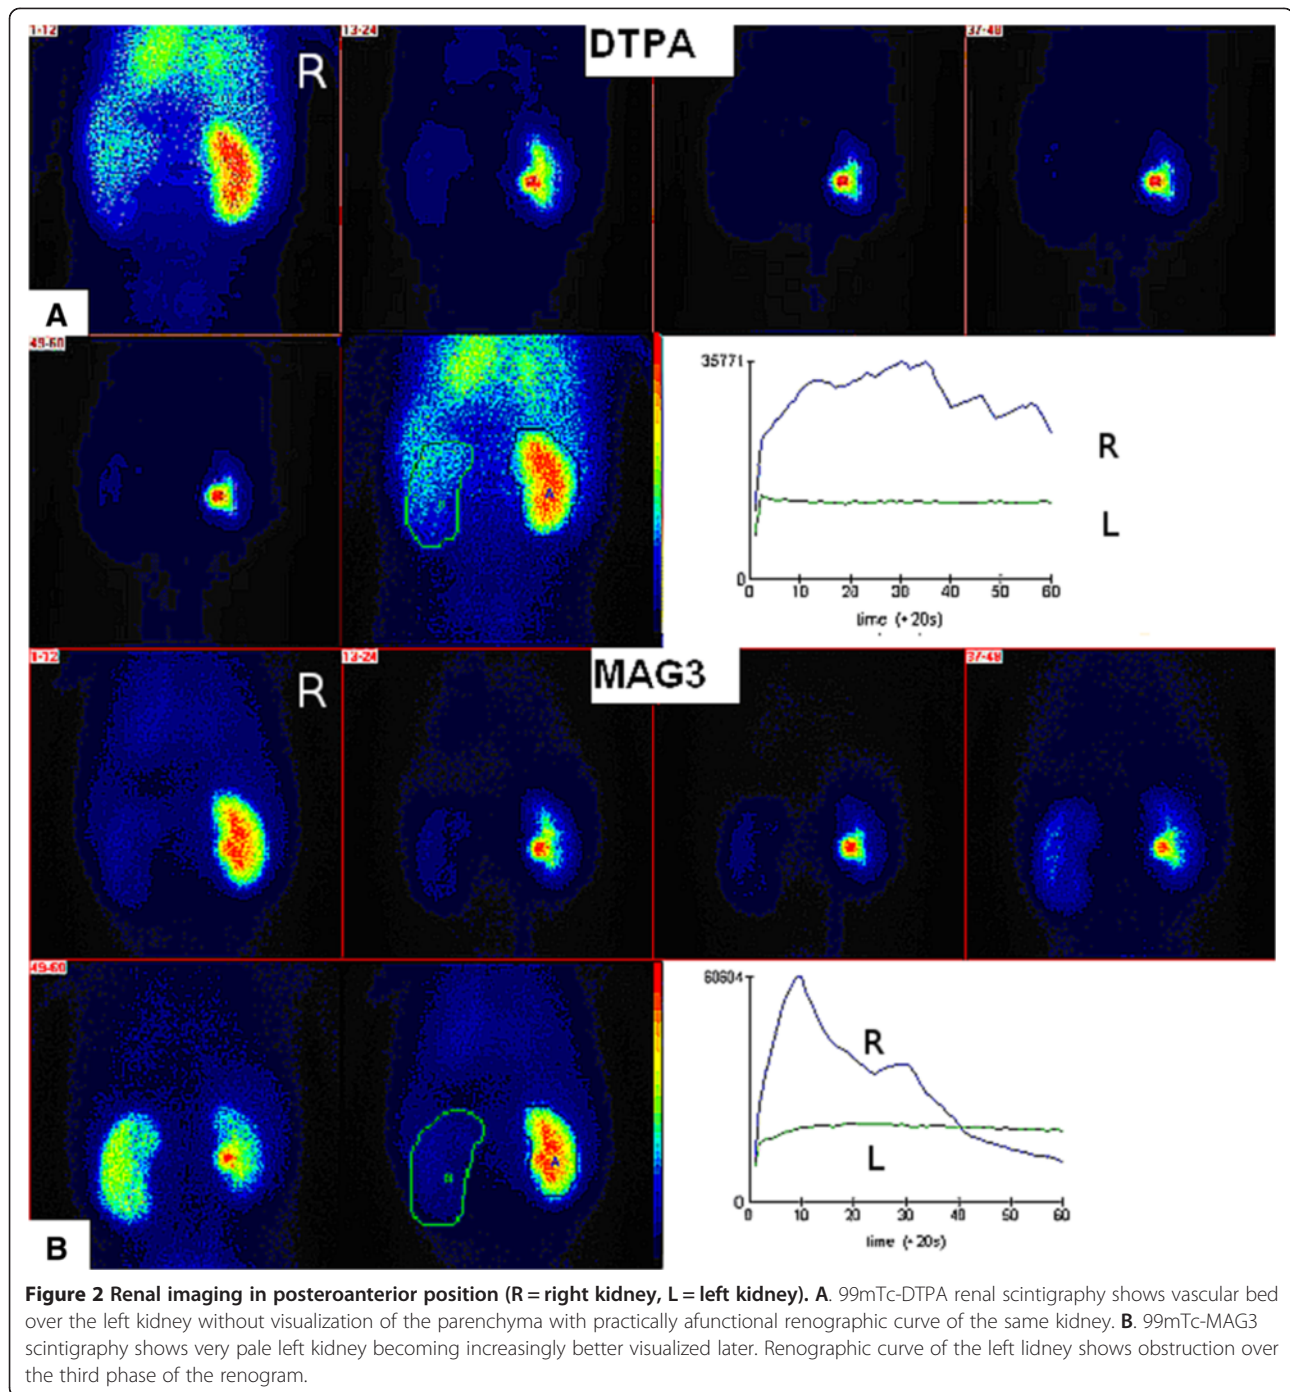 1-12
13-24
DTPA
37-48
R
A
49-60
A
35771
R
L
0
0 10 20 30 40 50 60
time (*20s)
1-12
13-24
MAG3
37-48
R
49-60
60604
R
L
B
A
0
0 10 20 30 40 50 60
time (*20s)
B
Figure 2 Renal imaging in posteroanterior position (R = right kidney, L = left kidney). A. 99mTc-DTPA renal scintigraphy shows vascular bed
over the left kidney without visualization of the parenchyma with practically afunctional renographic curve of the same kidney. B. 99mTc-MAG3
scintigraphy shows very pale left kidney becoming increasingly better visualized later. Renographic curve of the left lidney shows obstruction over
the third phase of the renogram.